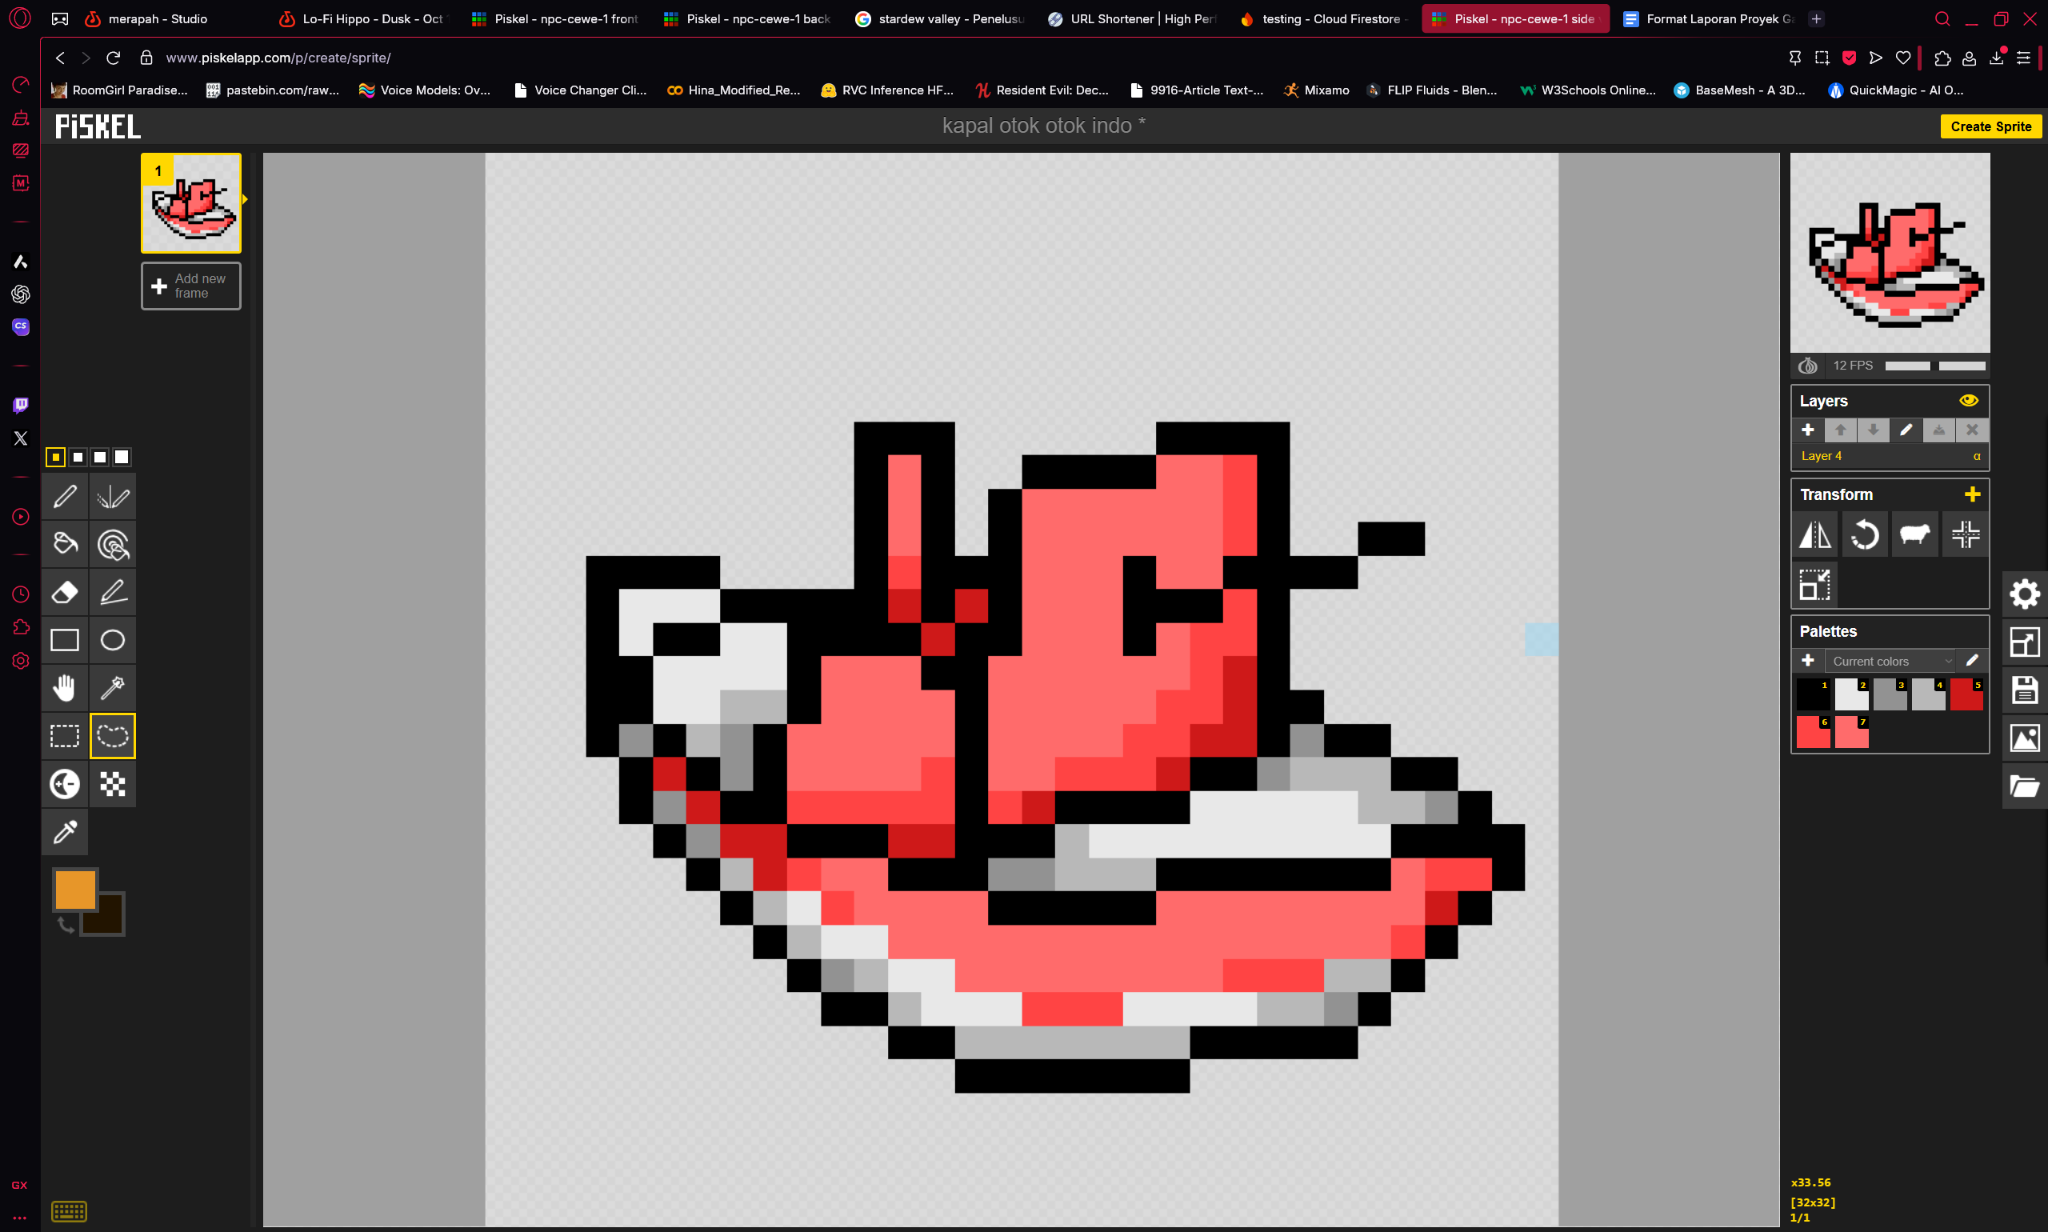 merapah - Studio
Lo-Fi Hippo - Dusk - Oct
Piskel - npc-cewe-1 front
Piskel - npc-cewe-1 back
stardew valley - Penelusu
URL Shortener | High Per
testing - Cloud Firestore -
Piskel - npc-cewe-1 side
Format Laporan Proyek Ga
www.piskelapp.com/p/create/sprite/
RoomGirl Paradise...
pastebin.com/raw...
Voice Models: Ov...
Voice Changer Cli...
Hina_Modified_Re...
RVC Inference HF...
Resident Evil: Dec...
9916-Article Text-...
Mixamo
FLIP Fluids - Blen...
W3Schools Online...
BaseMesh - A 3D...
QuickMagic - AI O...
PiSKEL
kapal otok otok indo *
Create Sprite
1
Add new
frame
12 FPS
Layers
Layer 4
α
Transform
Palettes
Current colors
1
2
3
4
5
6
7
CS
GX
x33.56
[32x32]
1/1